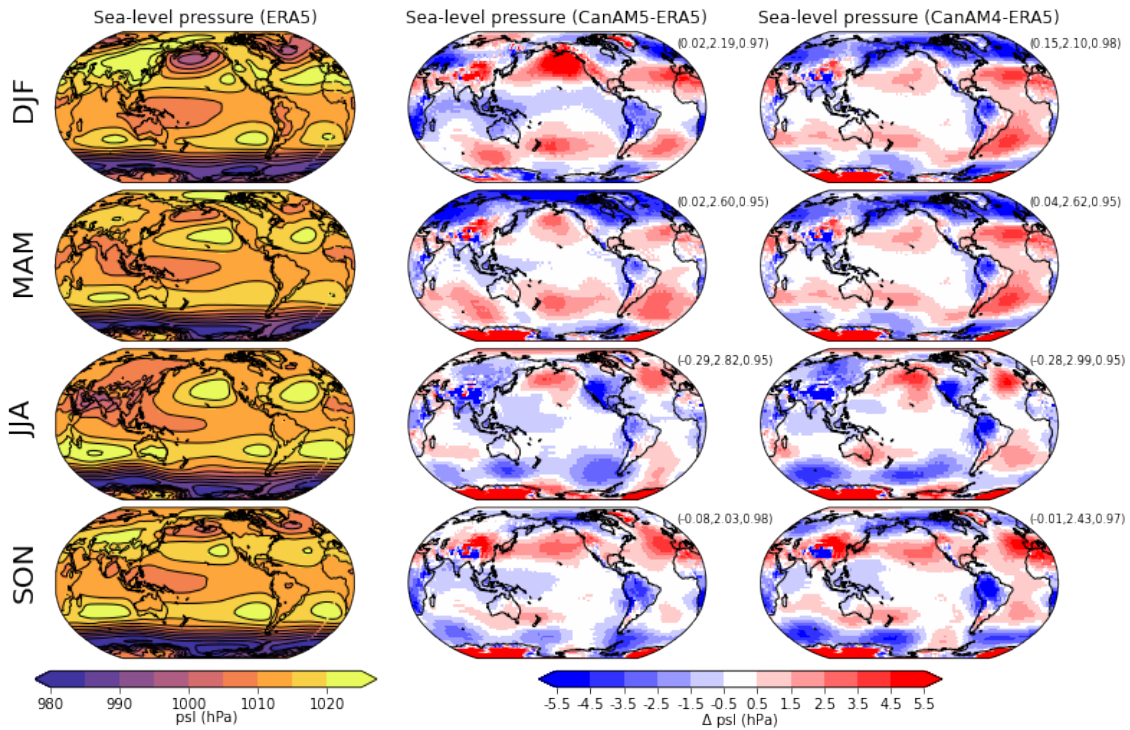 Sea-level pressure (ERA5)
Sea-level pressure (CanAM5-ERA5)
Sea-level pressure (CanAM4-ERA5)
DJF
(0.02,2.19,0.97)
(0.15,2.10,0.98)
MAM
(0.02,2.60,0.95)
(0.04,2.62,0.95)
JJA
(-0.29,2.82,0.95)
(-0.28,2.99,0.95)
SON
(-0.08,2.03,0.98)
(-0.01,2.43,0.97)
980 990 1000 1010 1020
psl (hPa)
-5.5 -4.5 -3.5 -2.5 -1.5 -0.5 0.5 1.5 2.5 3.5 4.5 5.5
Δ psl (hPa)